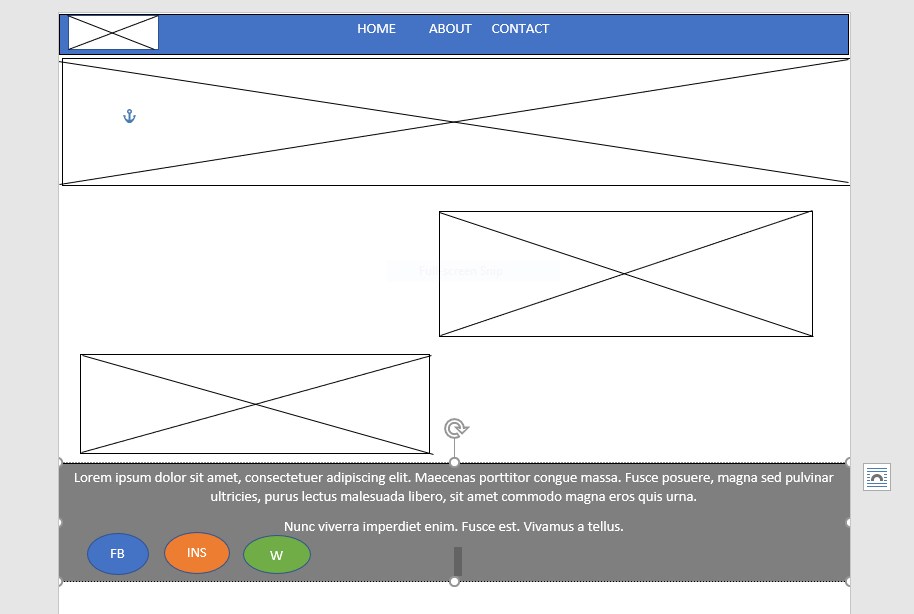 HOME ABOUT CONTACT
Full-screen Snip
Lorem ipsum dolor sit amet, consectetuer adipiscing elit. Maecenas porttitor congue massa. Fusce posuere, magna sed pulvinar
ultricies, purus lectus malesuada libero, sit amet commodo magna eros quis urna.
Nunc viverra imperdiet enim. Fusce est. Vivamus a tellus.
FB INS W